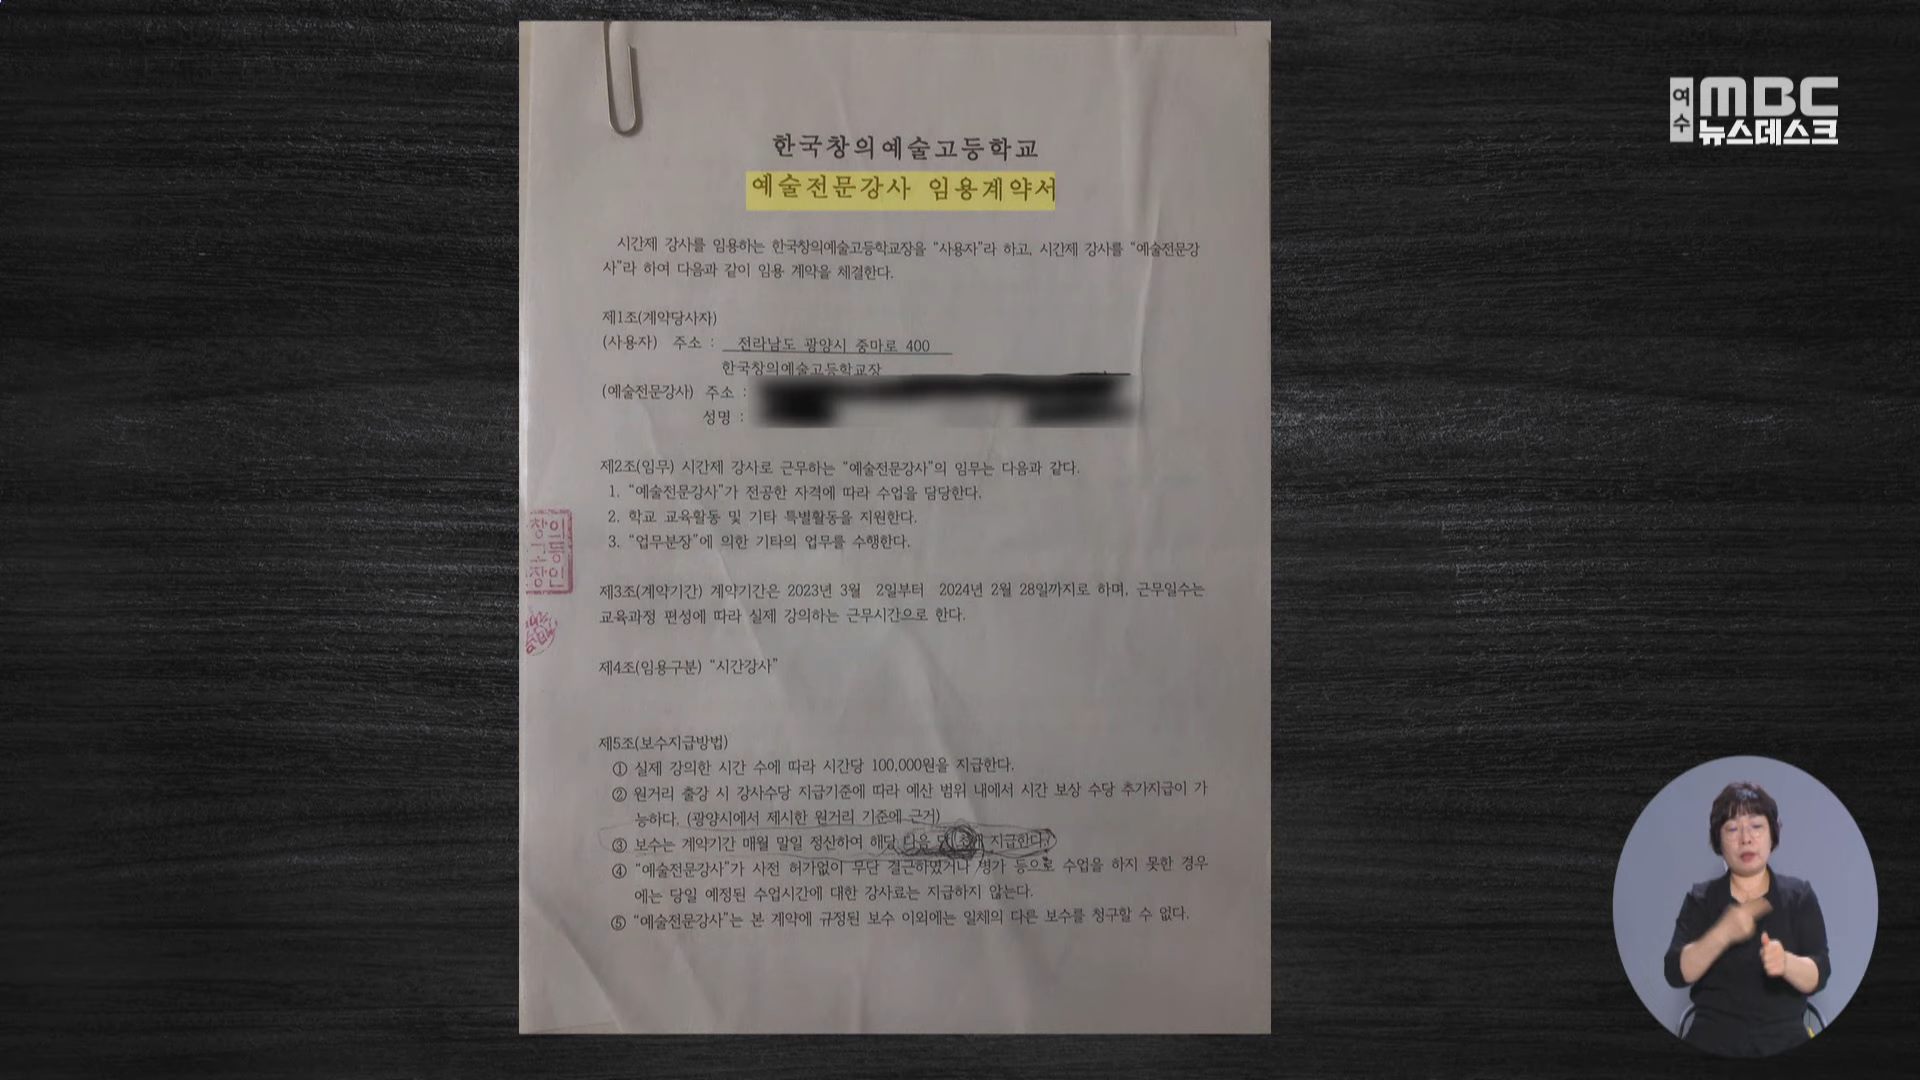 여수
MBC
뉴스데스크
한국창의예술고등학교
예술전문강사 임용계약서
시간제 강사를 임용하는 한국창의예술고등학교장을 “사용자”라 하고, 시간제 강사를 “예술전문강
사”라 하여 다음과 같이 임용 계약을 체결한다.
제1조(계약당사자)
(사용자) 주소 : 전라남도 광양시 중마로 400
한국창의예술고등학교장
(예술전문강사) 주소 :
성명 :
제2조(임무) 시간제 강사로 근무하는 “예술전문강사”의 임무는 다음과 같다.
1. “예술전문강사”가 전공한 자격에 따라 수업을 담당한다.
2. 학교 교육활동 및 기타 특별활동을 지원한다.
3. “업무분장”에 의한 기타의 업무를 수행한다.
창의
등
장인
제3조(계약기간) 계약기간은 2023년 3월 2일부터 2024년 2월 28일까지로 하며, 근무일수는
교육과정 편성에 따라 실제 강의하는 근무시간으로 한다.
제4조(임용구분) “시간강사”
제5조(보수지급방법)
① 실제 강의한 시간 수에 따라 시간당 100,000원을 지급한다.
② 원거리 출강 시 강사수당 지급기준에 따라 예산 범위 내에서 시간 보상 수당 추가지급이 가
능하다. (광양시에서 제시한 원거리 기준에 근거)
③ 보수는 계약기간 매월 말일 정산하여 해당 다음 지급한다.
④ “예술전문강사”가 사전 허가없이 무단 결근하였거나 병가 등으로 수업을 하지 못한 경우
에는 당일 예정된 수업시간에 대한 강사료는 지급하지 않는다.
⑤ “예술전문강사”는 본 계약에 규정된 보수 이외에는 일체의 다른 보수를 청구할 수 없다.